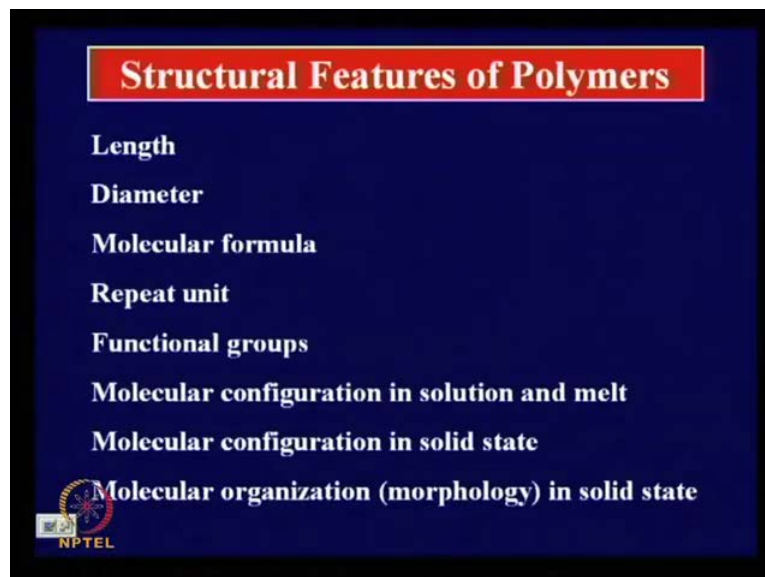 Structural Features of Polymers
Length
Diameter
Molecular formula
Repeat unit
Functional groups
Molecular configuration in solution and melt
Molecular configuration in solid state
Molecular organization (morphology) in solid state
NPTEL